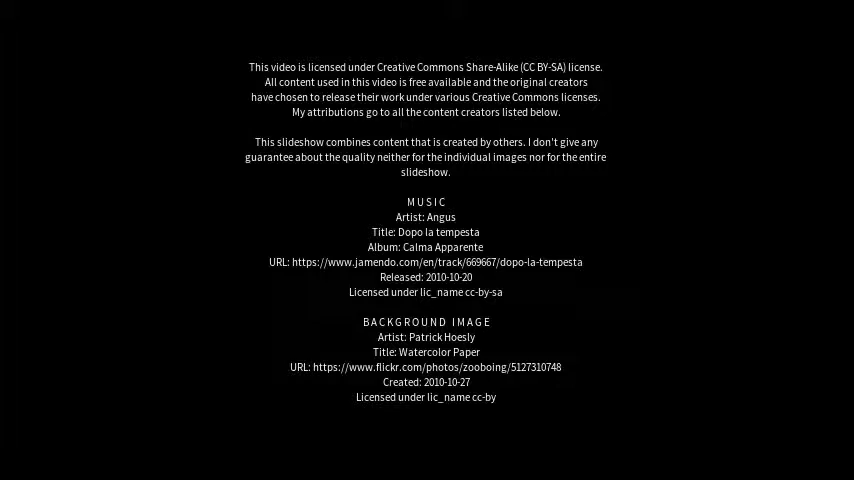 This video is licensed under Creative Commons Share-Alike (CC BY-SA) license.
All content used in this video is free available and the original creators
have chosen to release their work under various Creative Commons licenses.
My attributions go to all the content creators listed below.
This slideshow combines content that is created by others. I don't give any
guarantee about the quality neither for the individual images nor for the entire
slideshow.
MUSIC
Artist: Angus
Title: Dopo la tempesta
Album: Calma Apparente
URL: https://www.jamendo.com/en/track/669667/dopo-la-tempesta
Released: 2010-10-20
Licensed under lic_name cc-by-sa
BACKGROUND IMAGE
Artist: Patrick Hoesly
Title: Watercolor Paper
URL: https://www.flickr.com/photos/zooboing/5127310748
Created: 2010-10-27
Licensed under lic_name cc-by